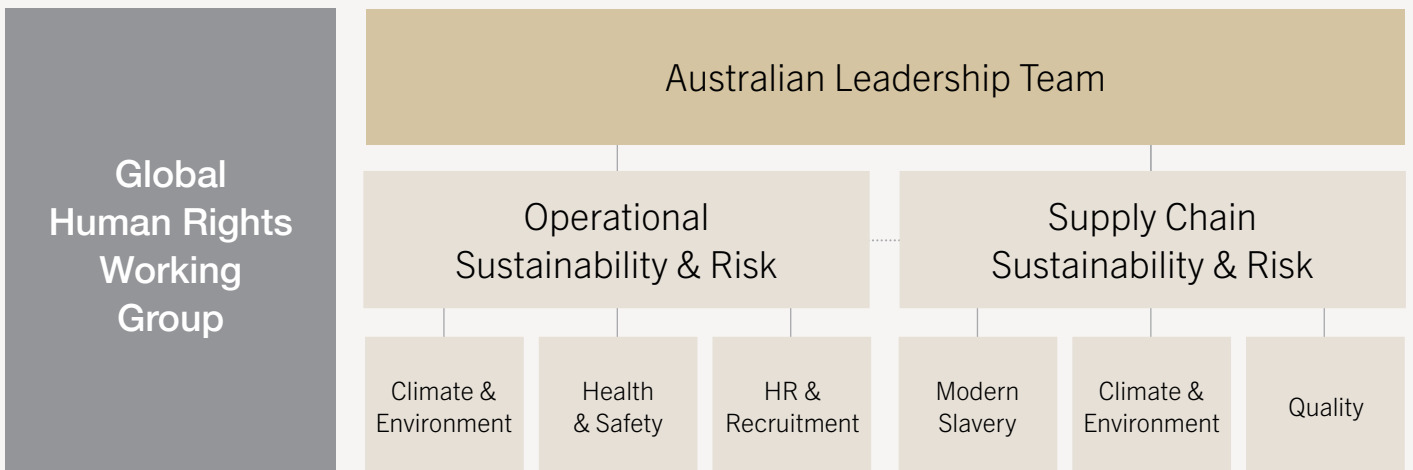 Global
Human Rights
Working
Group
Australian Leadership Team
Operational
Sustainability & Risk
Supply Chain
Sustainability & Risk
Climate &
Environment
Health
& Safety
HR &
Recruitment
Modern
Slavery
Climate &
Environment
Quality